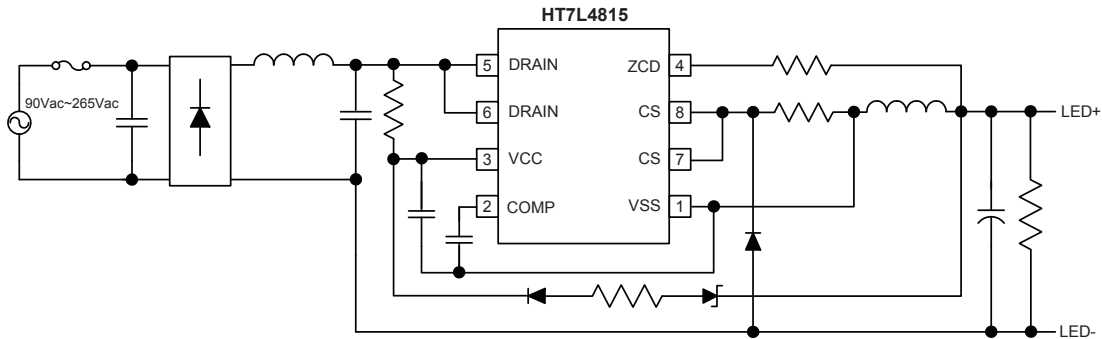 HT7L4815
90Vac~265Vac
5 DRAIN
6 DRAIN
3 VCC
2 COMP
ZCD 4
CS 8
CS 7
VSS 1
LED+
LED-